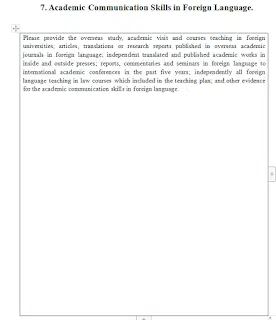 7. Academic Communication Skills in Foreign Language.
Please provide the overseas study, academic visit and courses teaching in foreign
universities; articles, translations or research reports published in overseas academic
journals in foreign language; independent translated and published academic works in
inside and outside presses; reports, commentaries and seminars in foreign language to
international academic conferences in the past five years; independently all foreign
language teaching in law courses which included in the teaching plan; and other evidence
for the academic communication skills in foreign language.